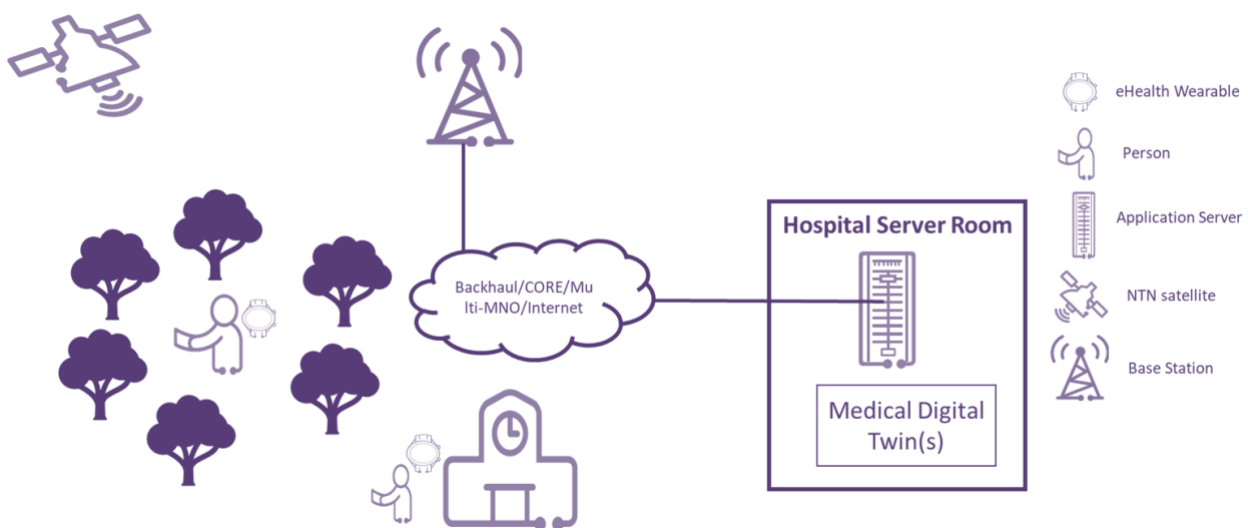 Backhaul/CORE/Mu
lti-MNO/Internet
Hospital Server Room
Medical Digital
Twin(s)
eHealth Wearable
Person
Application Server
NTN satellite
Base Station